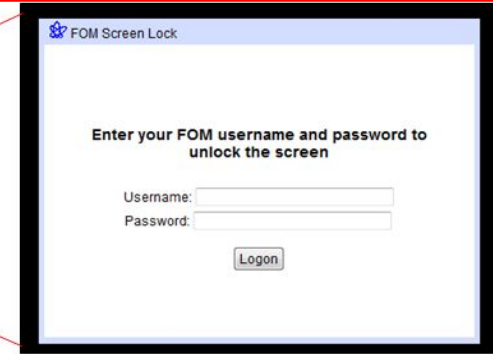 FOM Screen Lock
Enter your FOM username and password to
unlock the screen
Username:
Password:
Logon